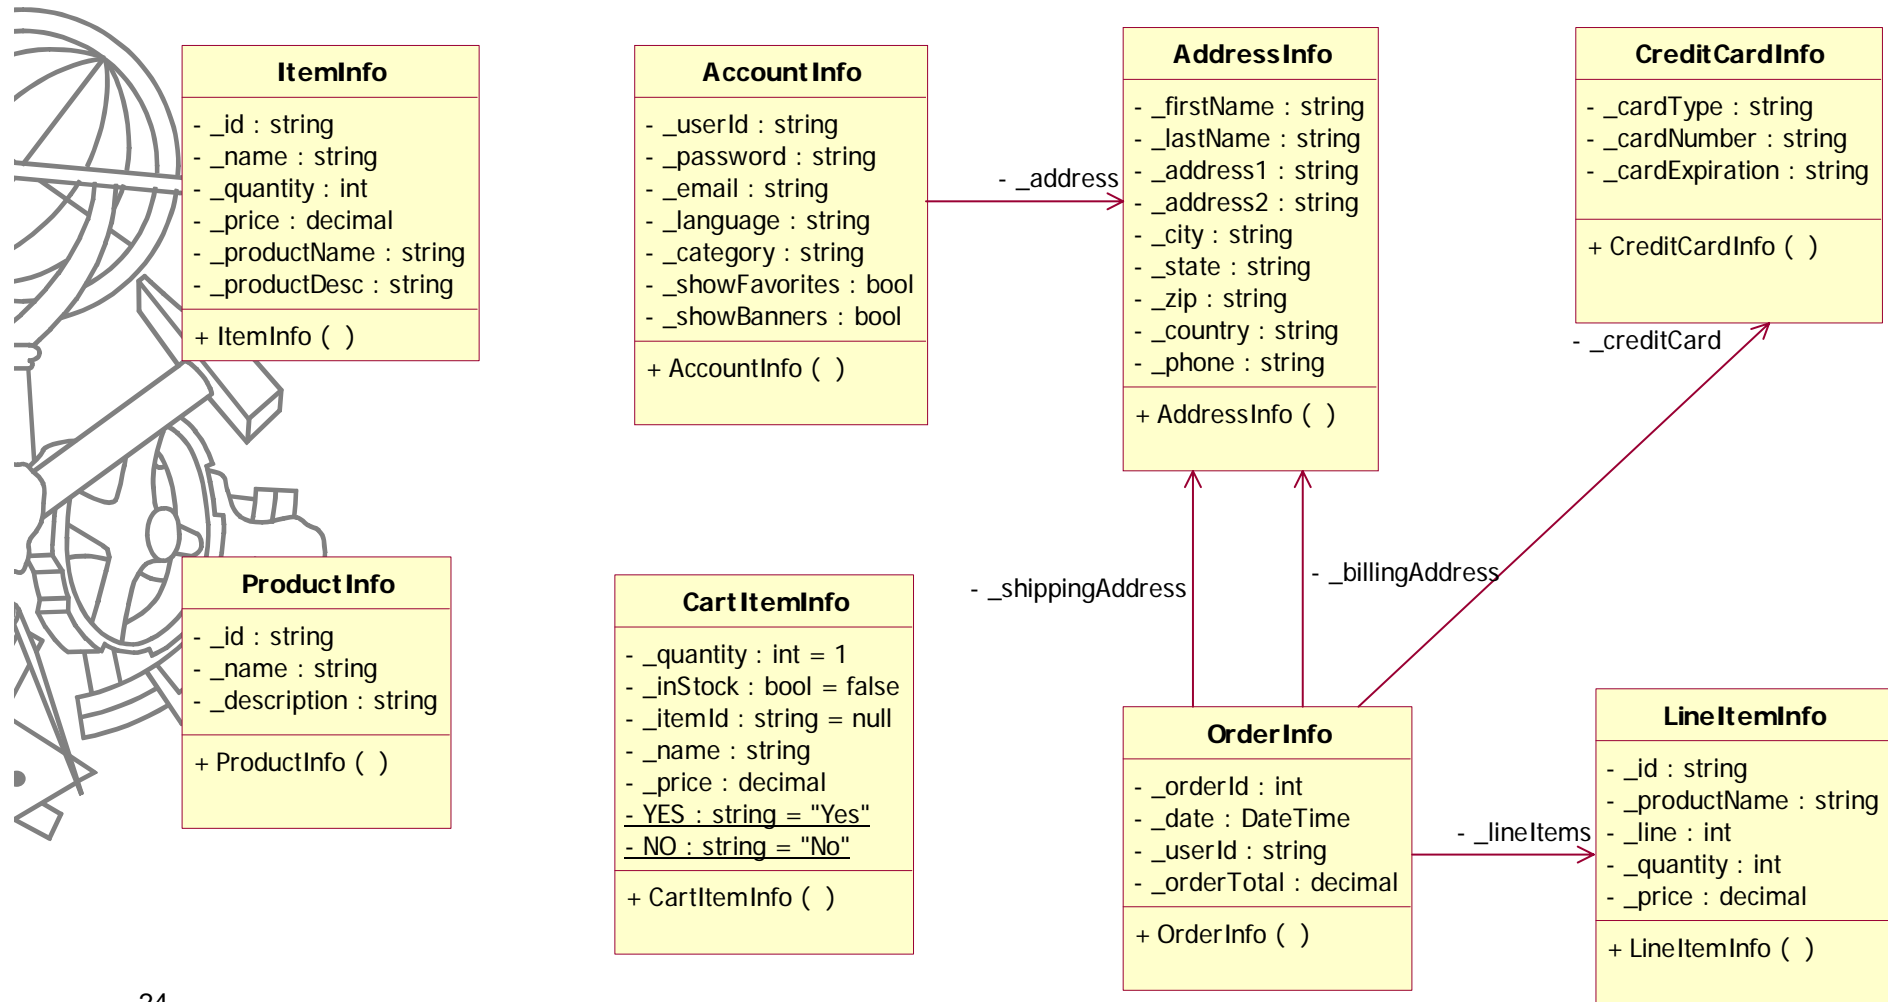 ItemInfo
- _id : string
- _name : string
- _quantity : int
- _price : decimal
- _productName : string
- _productDesc : string
+ ItemInfo ( )
AccountInfo
- _userId : string
- _password : string
- _email : string
- _language : string
- _category : string
- _showFavorites : bool
- _showBanners : bool
+ AccountInfo ( )
- _address
AddressInfo
- _firstName : string
- _lastName : string
- _address1 : string
- _address2 : string
- _city : string
- _state : string
- _zip : string
- _country : string
- _phone : string
+ AddressInfo ( )
CreditCardInfo
- _cardType : string
- _cardNumber : string
- _cardExpiration : string
+ CreditCardInfo ( )
- _creditCard
ProductInfo
- _id : string
- _name : string
- _description : string
+ ProductInfo ( )
CartItemInfo
- _quantity : int = 1
- _inStock : bool = false
- _itemId : string = null
- _name : string
- _price : decimal
- YES : string = "Yes"
- NO : string = "No"
+ CartItemInfo ( )
- _shippingAddress
- _billingAddress
OrderInfo
- _orderId : int
- _date : DateTime
- _userId : string
- _orderTotal : decimal
+ OrderInfo ( )
- _lineItems
LineItemInfo
- _id : string
- _productName : string
- _line : int
- _quantity : int
- _price : decimal
+ LineItemInfo ( )
24